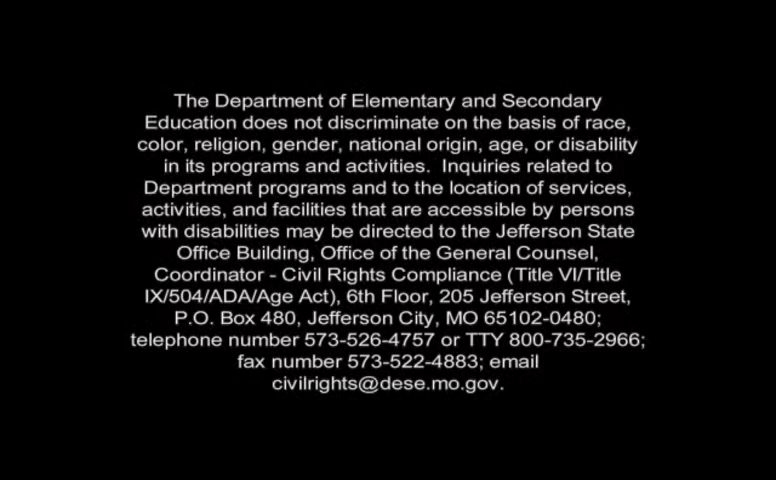 The Department of Elementary and Secondary
Education does not discriminate on the basis of race,
color, religion, gender, national origin, age, or disability
in its programs and activities.  Inquiries related to
Department programs and to the location of services,
activities, and facilities that are accessible by persons
with disabilities may be directed to the Jefferson State
Office Building, Office of the General Counsel,
Coordinator - Civil Rights Compliance (Title VI/Title
IX/504/ADA/Age Act), 6th Floor, 205 Jefferson Street,
P.O. Box 480, Jefferson City, MO 65102-0480;
telephone number 573-526-4757 or TTY 800-735-2966;
fax number 573-522-4883; email
civilrights@dese.mo.gov.